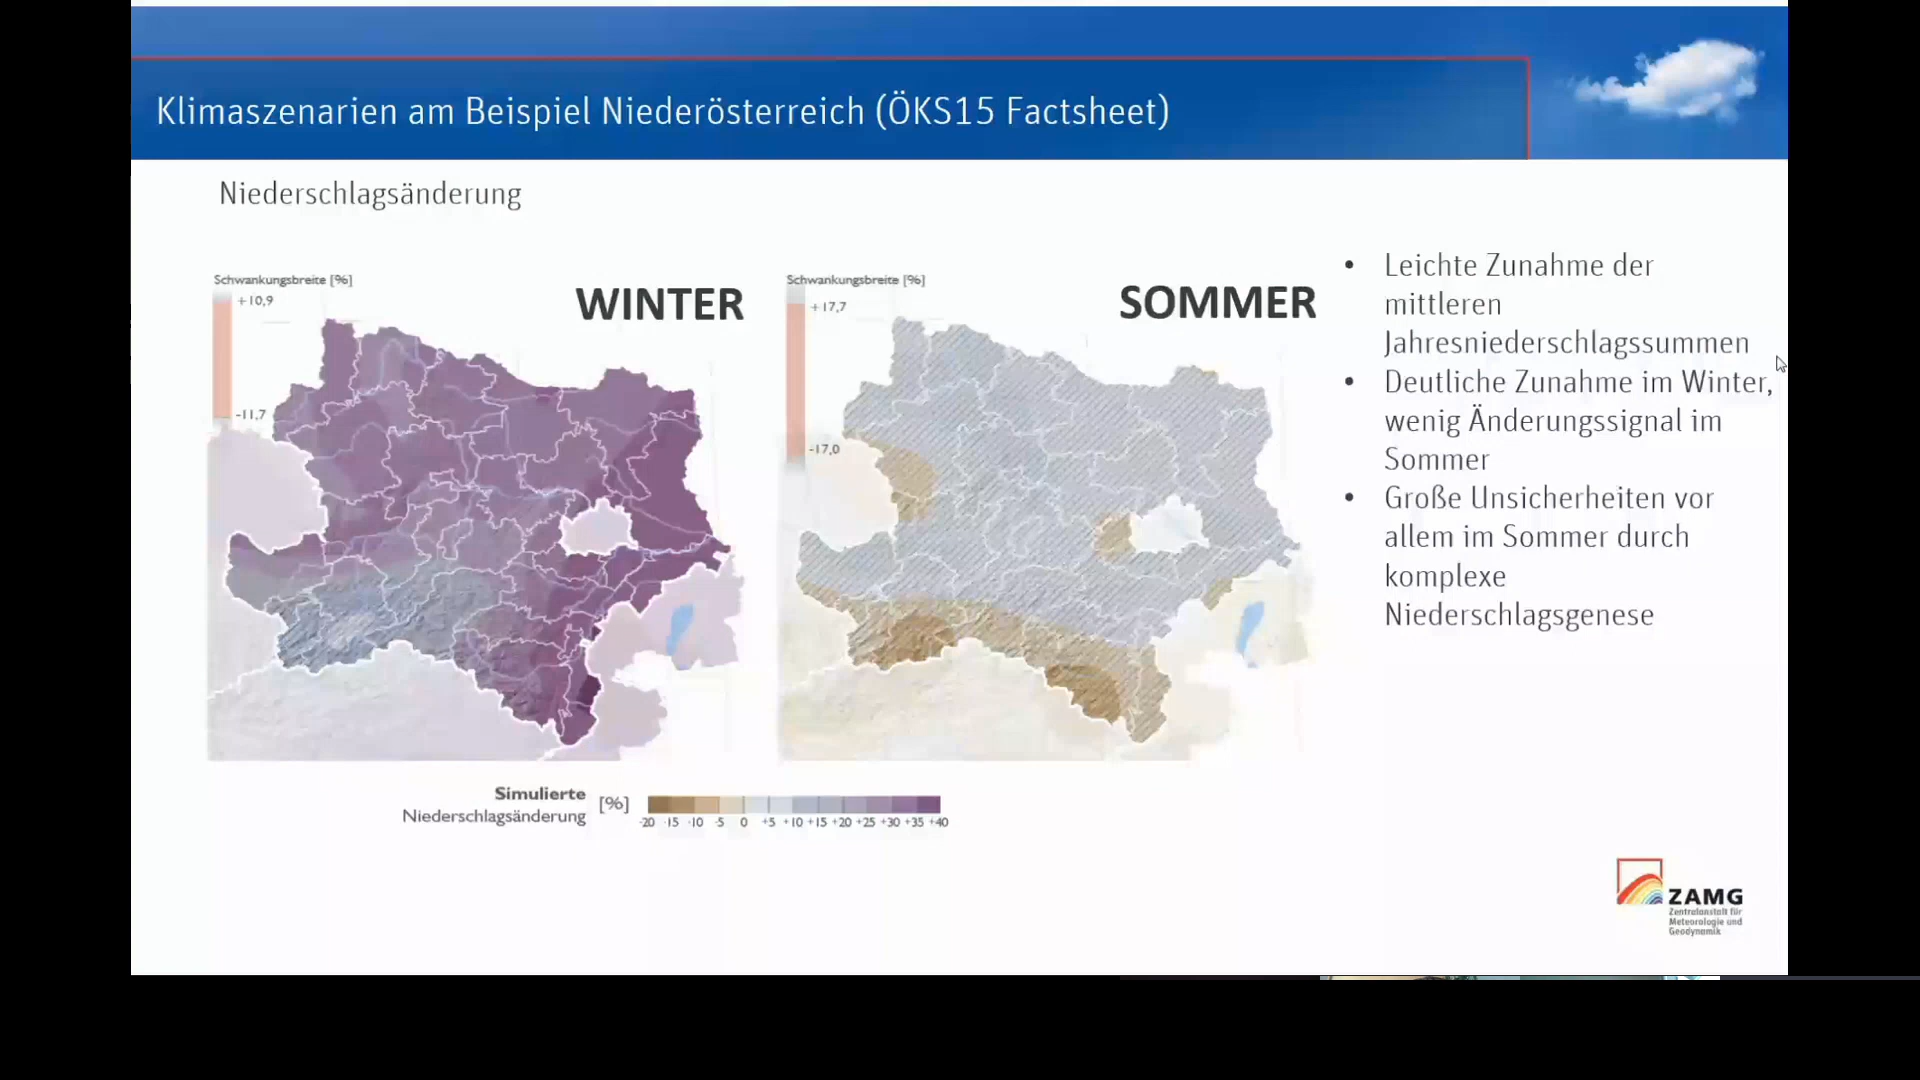 Klimaszenarien am Beispiel Niederösterreich (ÖKS15 Factsheet)
Niederschlagsänderung
Schwankungsbreite [%]
+10,9
-11,7
WINTER
Schwankungsbreite [%]
+17,7
-17,0
SOMMER
• Leichte Zunahme der
mittleren
Jahresniederschlagssummen
• Deutliche Zunahme im Winter,
wenig Änderungssignal im
Sommer
• Große Unsicherheiten vor
allem im Sommer durch
komplexe
Niederschlagsgenese
Simulierte
Niederschlagsänderung
[%]
-20 -15 -10 -5 0 +5 +10 +15 +20 +25 +30 +35 +40
ZAMG
Zentralanstalt für
Meteorologie und
Geodynamik